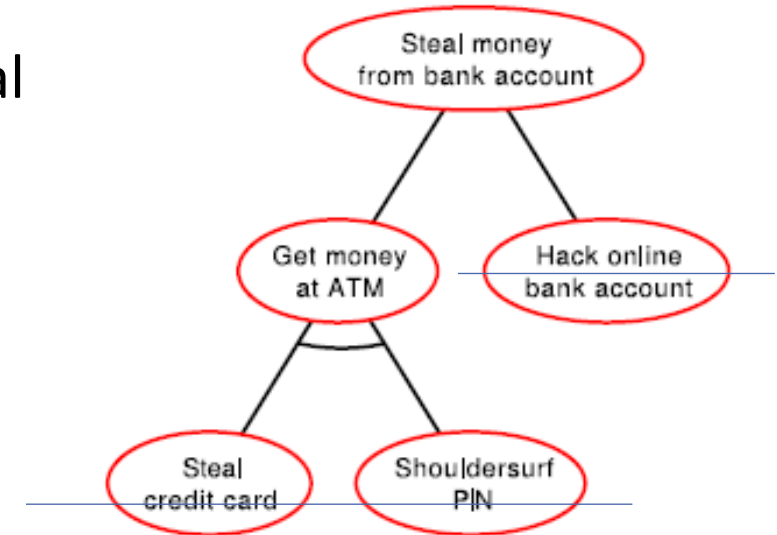 al
Steal money
from bank account
Get money
at ATM
Hack online
bank account
Steal
credit card
Shouldersurf
PIN